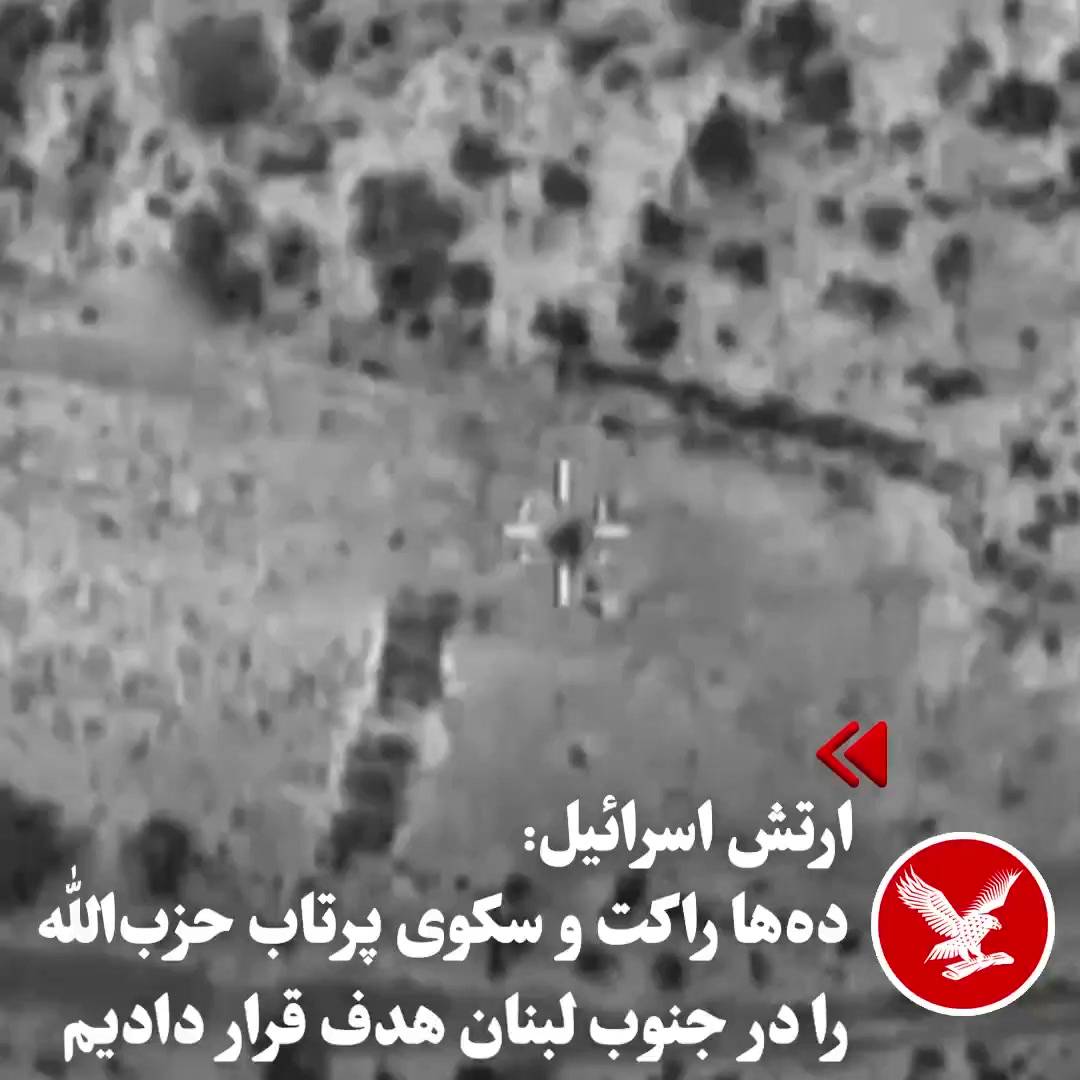 ارتش اسرائیل:
ده‌ها راکت و سکوی پرتاب حزب‌الله
را در جنوب لبنان هدف قرار دادیم